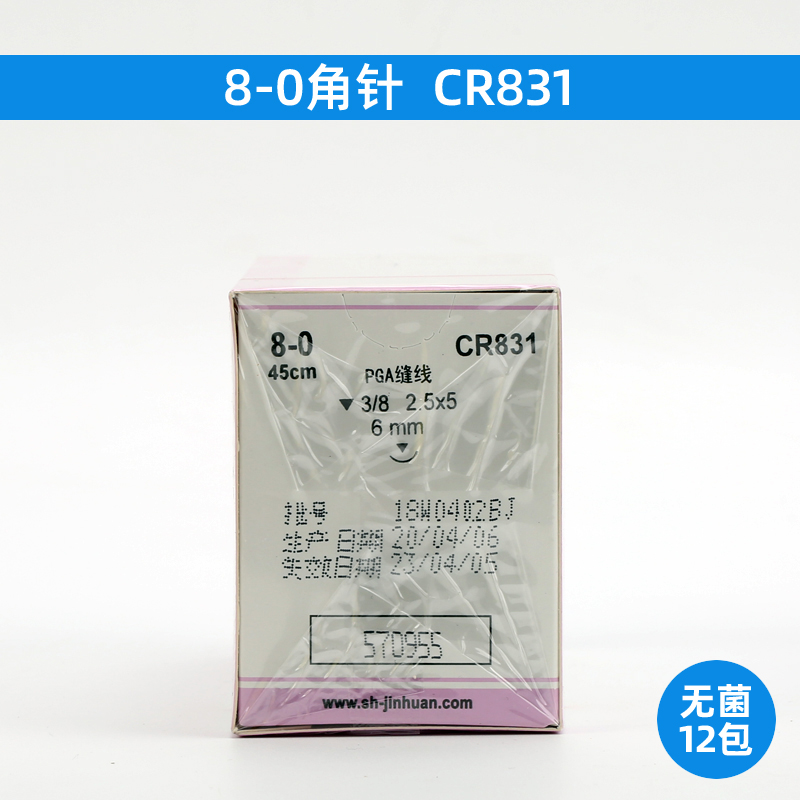 8-0角针 CR831
8-0
CR831
45cm
PGA缝线
▼ 3/8 2.5x5
6 mm
批号 18W0402BJ
生产日期 20/04/06
失效日期 23/04/05
570955
www.sh-jinhuan.com
无菌
12包